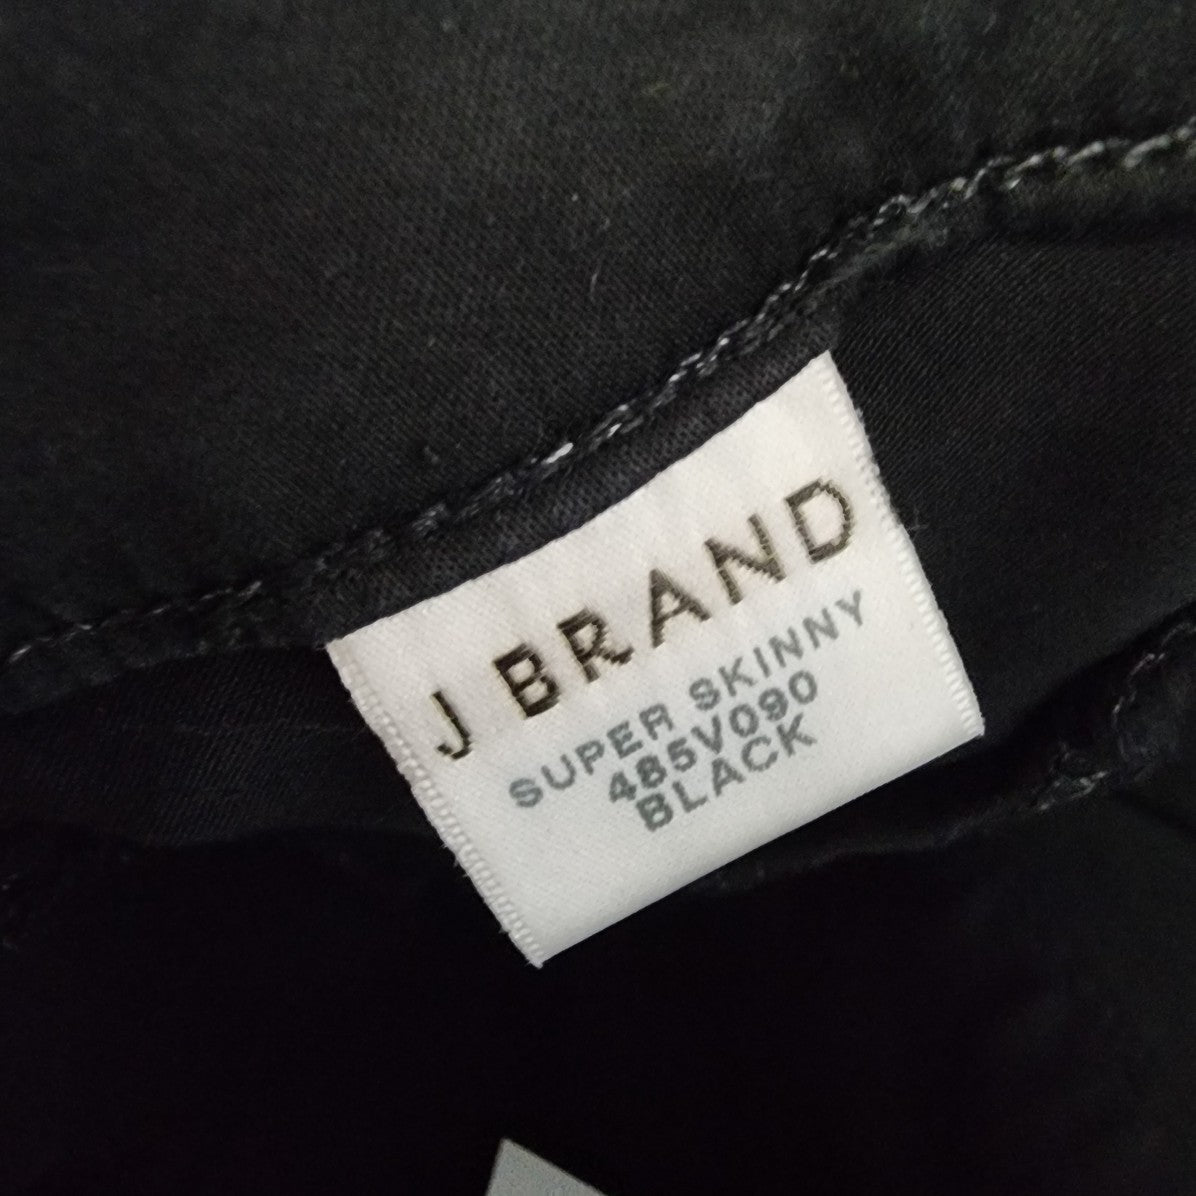 J BRAND
SUPER SKINNY
485V090
BLACK